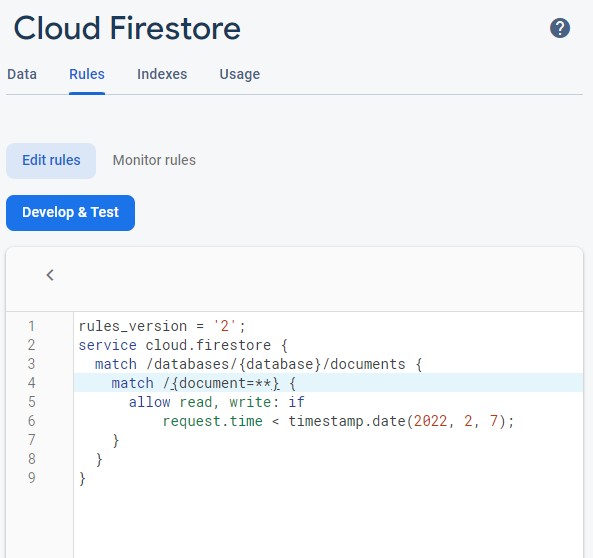 Cloud Firestore
?
Data Rules Indexes Usage
Edit rules Monitor rules
Develop & Test
1 rules_version = '2';
2 service cloud.firestore {
3 match /databases/{database}/documents {
4 match /{document=**} {
5 allow read, write: if
6 request.time < timestamp.date(2022, 2, 7);
7 }
8 }
9 }